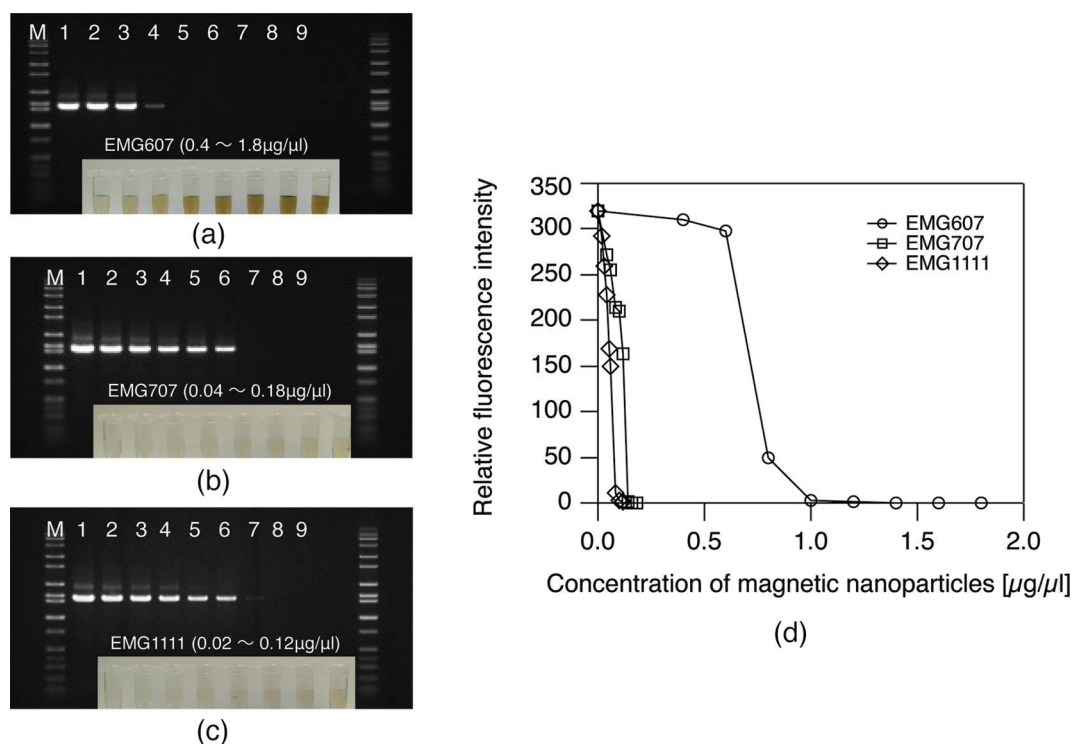 M 1 2 3 4 5 6 7 8 9
EMG607 (0.4 ～ 1.8μg/μl)
(a)
M 1 2 3 4 5 6 7 8 9
EMG707 (0.04 ～ 0.18μg/μl)
(b)
M 1 2 3 4 5 6 7 8 9
EMG1111 (0.02 ～ 0.12μg/μl)
(c)
Relative fluorescence intensity
350
300
250
200
150
100
50
0
EMG607
EMG707
EMG1111
0.0 0.5 1.0 1.5 2.0
Concentration of magnetic nanoparticles [μg/μl]
(d)